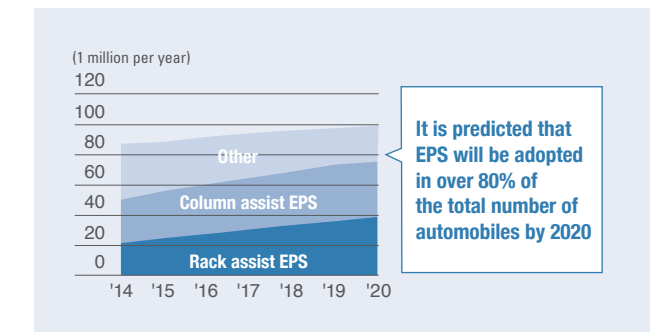 (1 million per year)
120
100
80
60
40
20
0
Other
Column assist EPS
Rack assist EPS
'14 '15 '16 '17 '18 '19 '20
It is predicted that
EPS will be adopted
in over 80% of
the total number of
automobiles by 2020